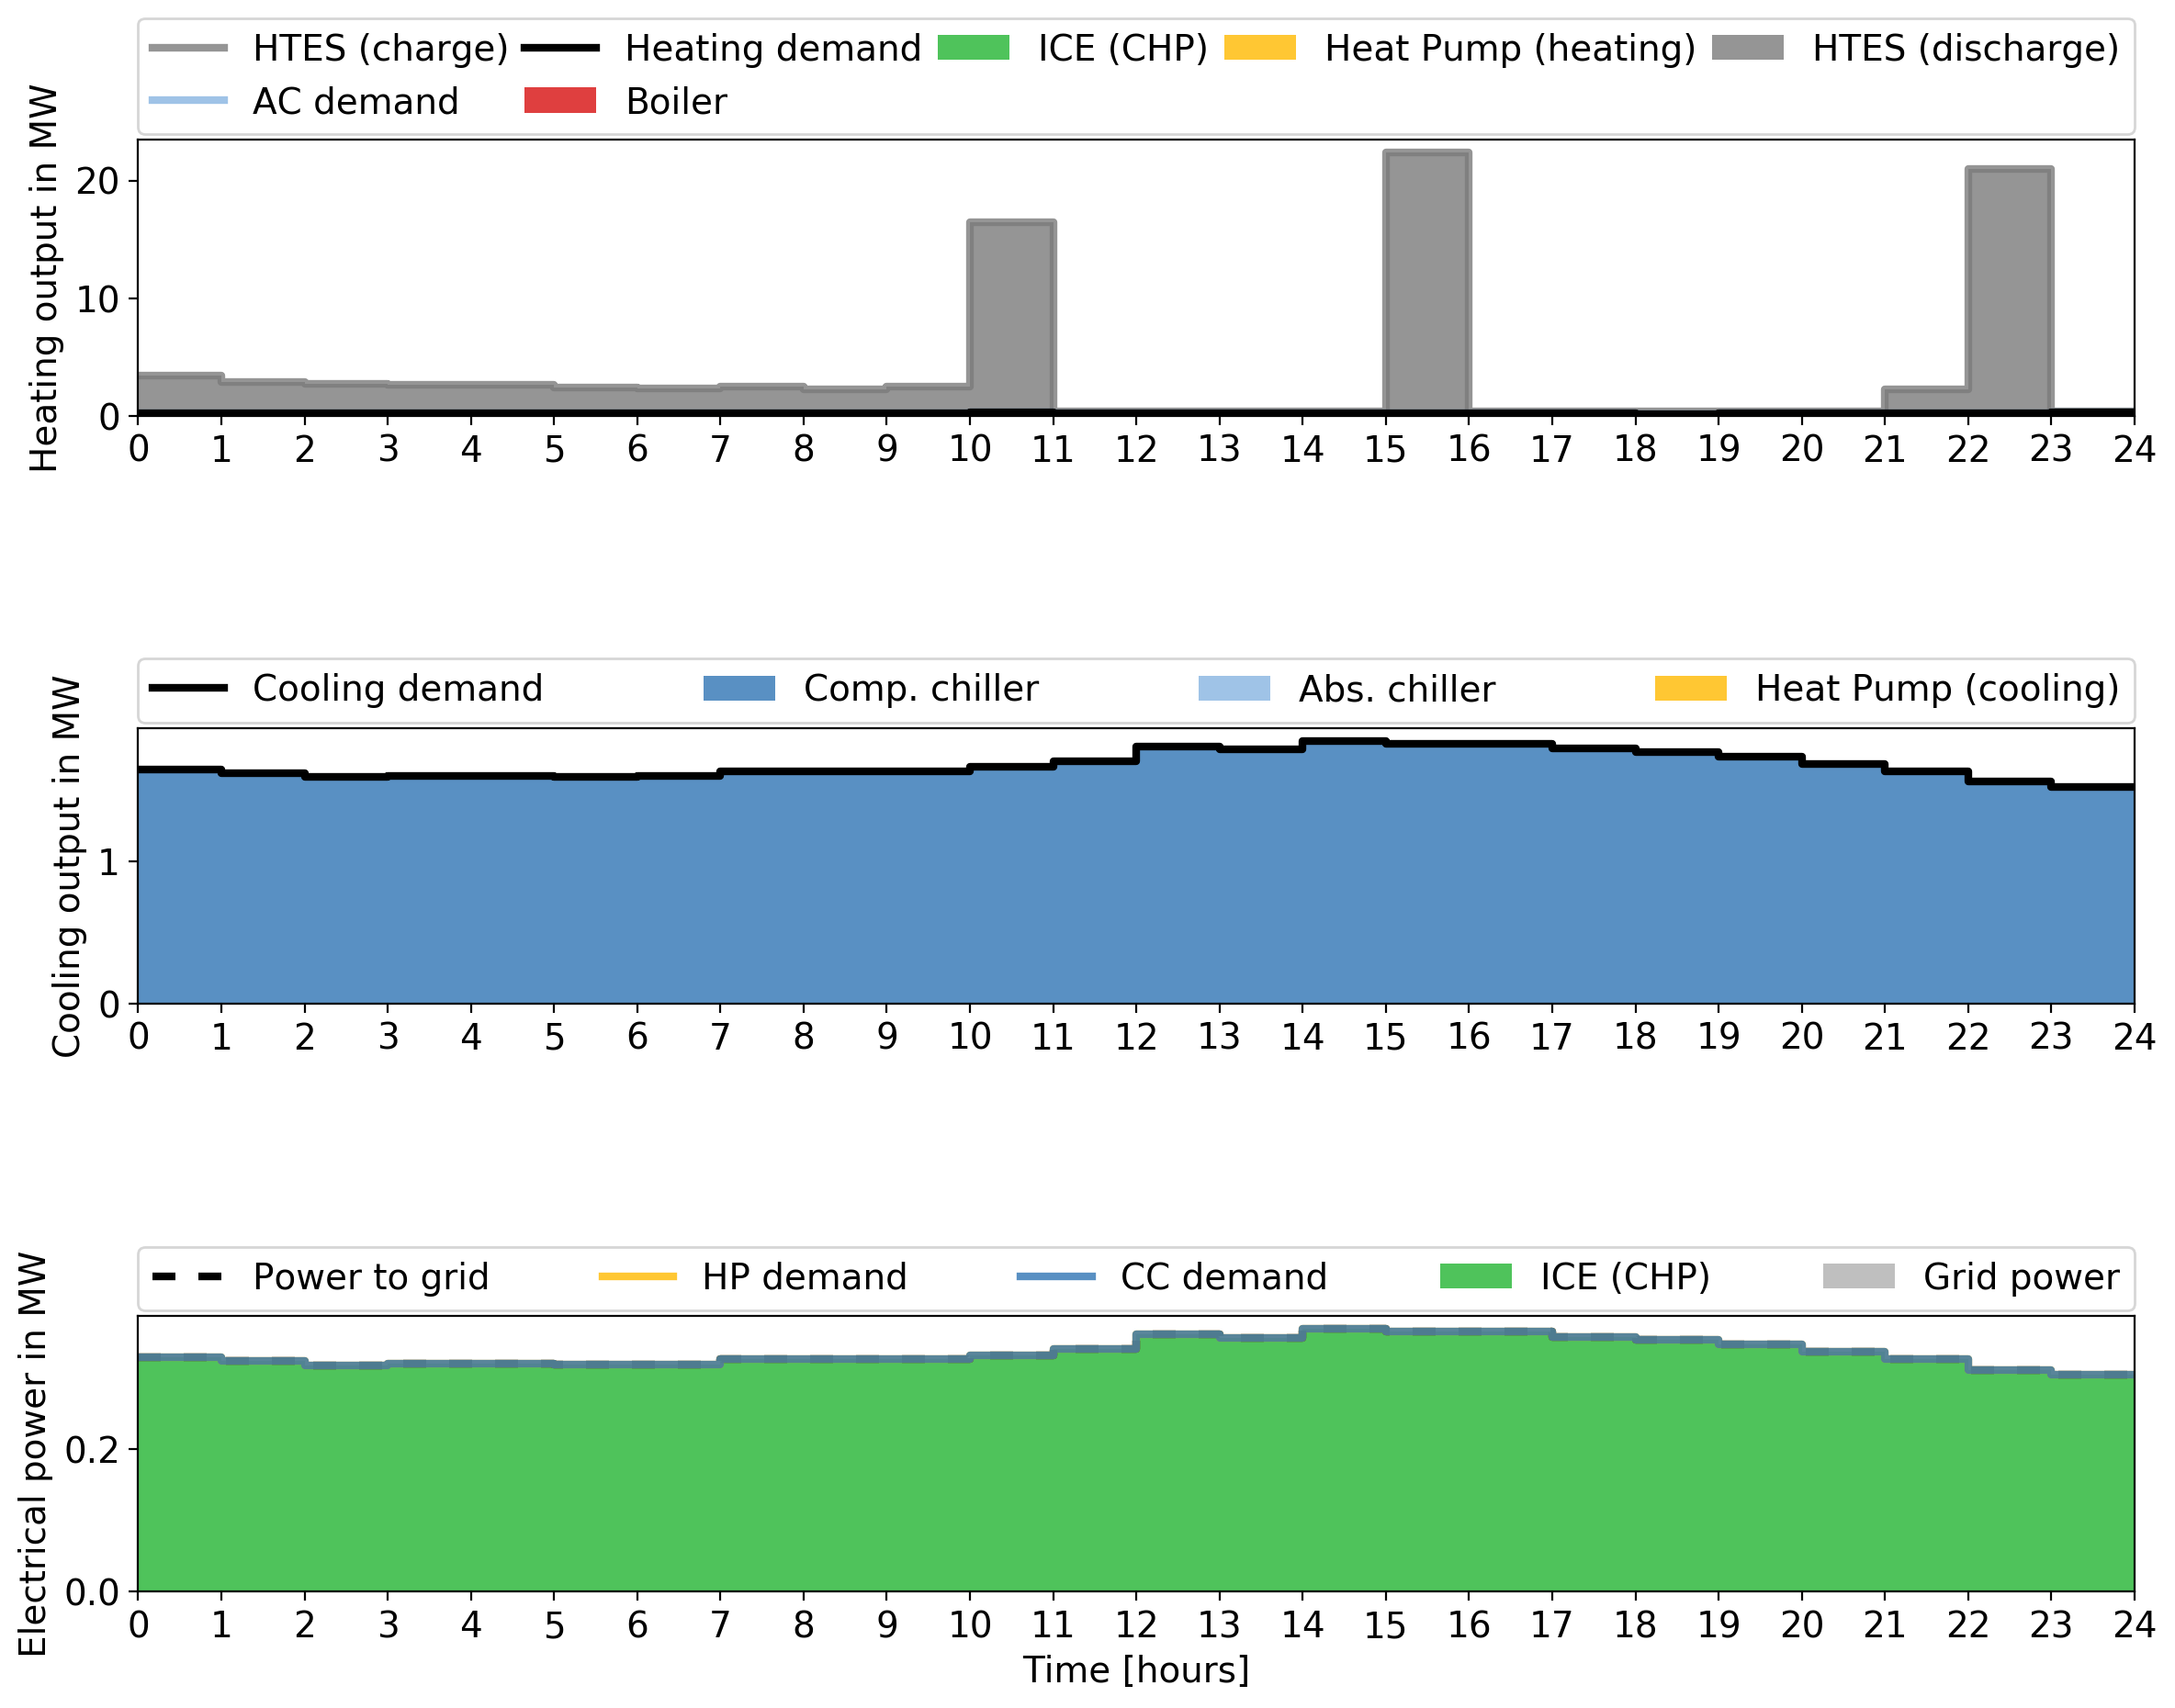 HTES (charge) Heating demand ICE (CHP) Heat Pump (heating) HTES (discharge)
AC demand Boiler
Heating output in MW
20
10
0
0 1 2 3 4 5 6 7 8 9 10 11 12 13 14 15 16 17 18 19 20 21 22 23 24
Cooling demand Comp. chiller Abs. chiller Heat Pump (cooling)
Cooling output in MW
1
0
0 1 2 3 4 5 6 7 8 9 10 11 12 13 14 15 16 17 18 19 20 21 22 23 24
Power to grid HP demand CC demand ICE (CHP) Grid power
Electrical power in MW
0.2
0.0
0 1 2 3 4 5 6 7 8 9 10 11 12 13 14 15 16 17 18 19 20 21 22 23 24
Time [hours]